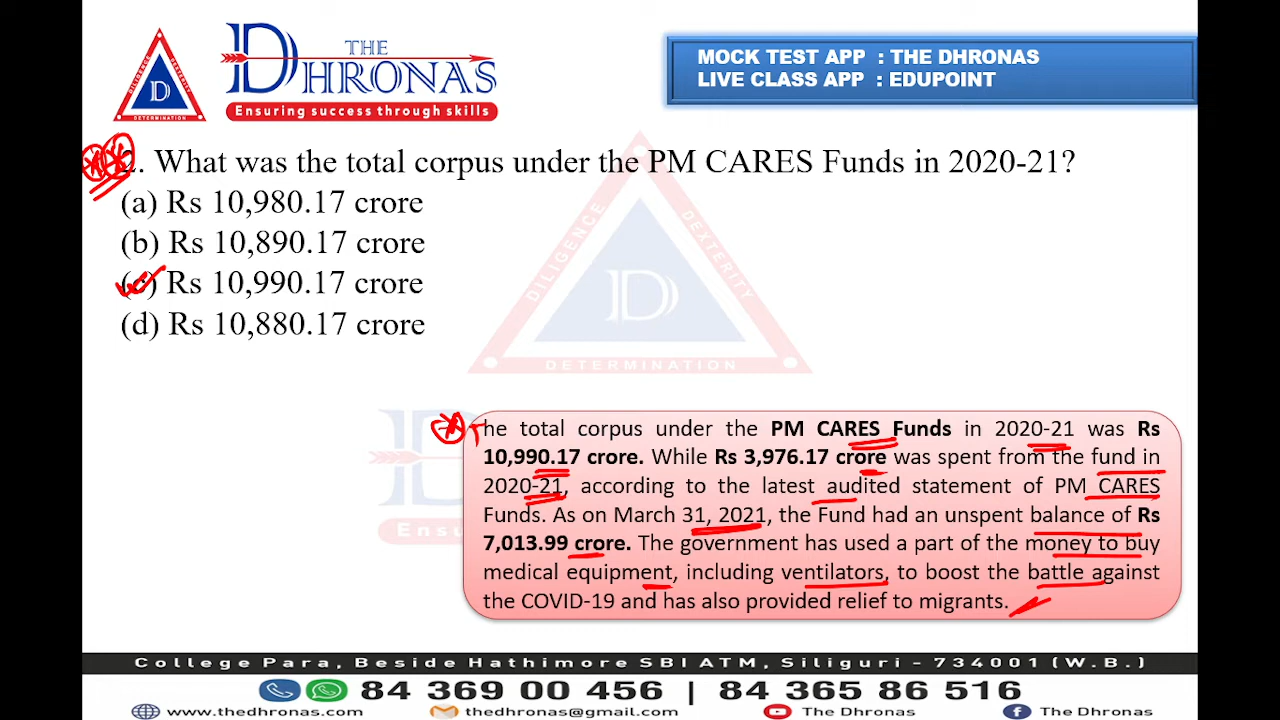 THE
DHRONAS
Ensuring success through skills
DILIGENCE
DEXTERITY
D
DETERMINATION
MOCK TEST APP : THE DHRONAS
LIVE CLASS APP : EDUPOINT
2. What was the total corpus under the PM CARES Funds in 2020-21?
(a) Rs 10,980.17 crore
(b) Rs 10,890.17 crore
(c) Rs 10,990.17 crore
(d) Rs 10,880.17 crore
DILIGENCE
DEXTERITY
D
DETERMINATION
The total corpus under the PM CARES Funds in 2020-21 was Rs
10,990.17 crore. While Rs 3,976.17 crore was spent from the fund in
2020-21, according to the latest audited statement of PM CARES
Funds. As on March 31, 2021, the Fund had an unspent balance of Rs
7,013.99 crore. The government has used a part of the money to buy
medical equipment, including ventilators, to boost the battle against
the COVID-19 and has also provided relief to migrants.
College Para, Beside Hathimore SBI ATM, Siliguri - 734001 (W.B.)
84 369 00 456 | 84 365 86 516
www.thedhronas.com thedhronas@gmail.com The Dhronas The Dhronas